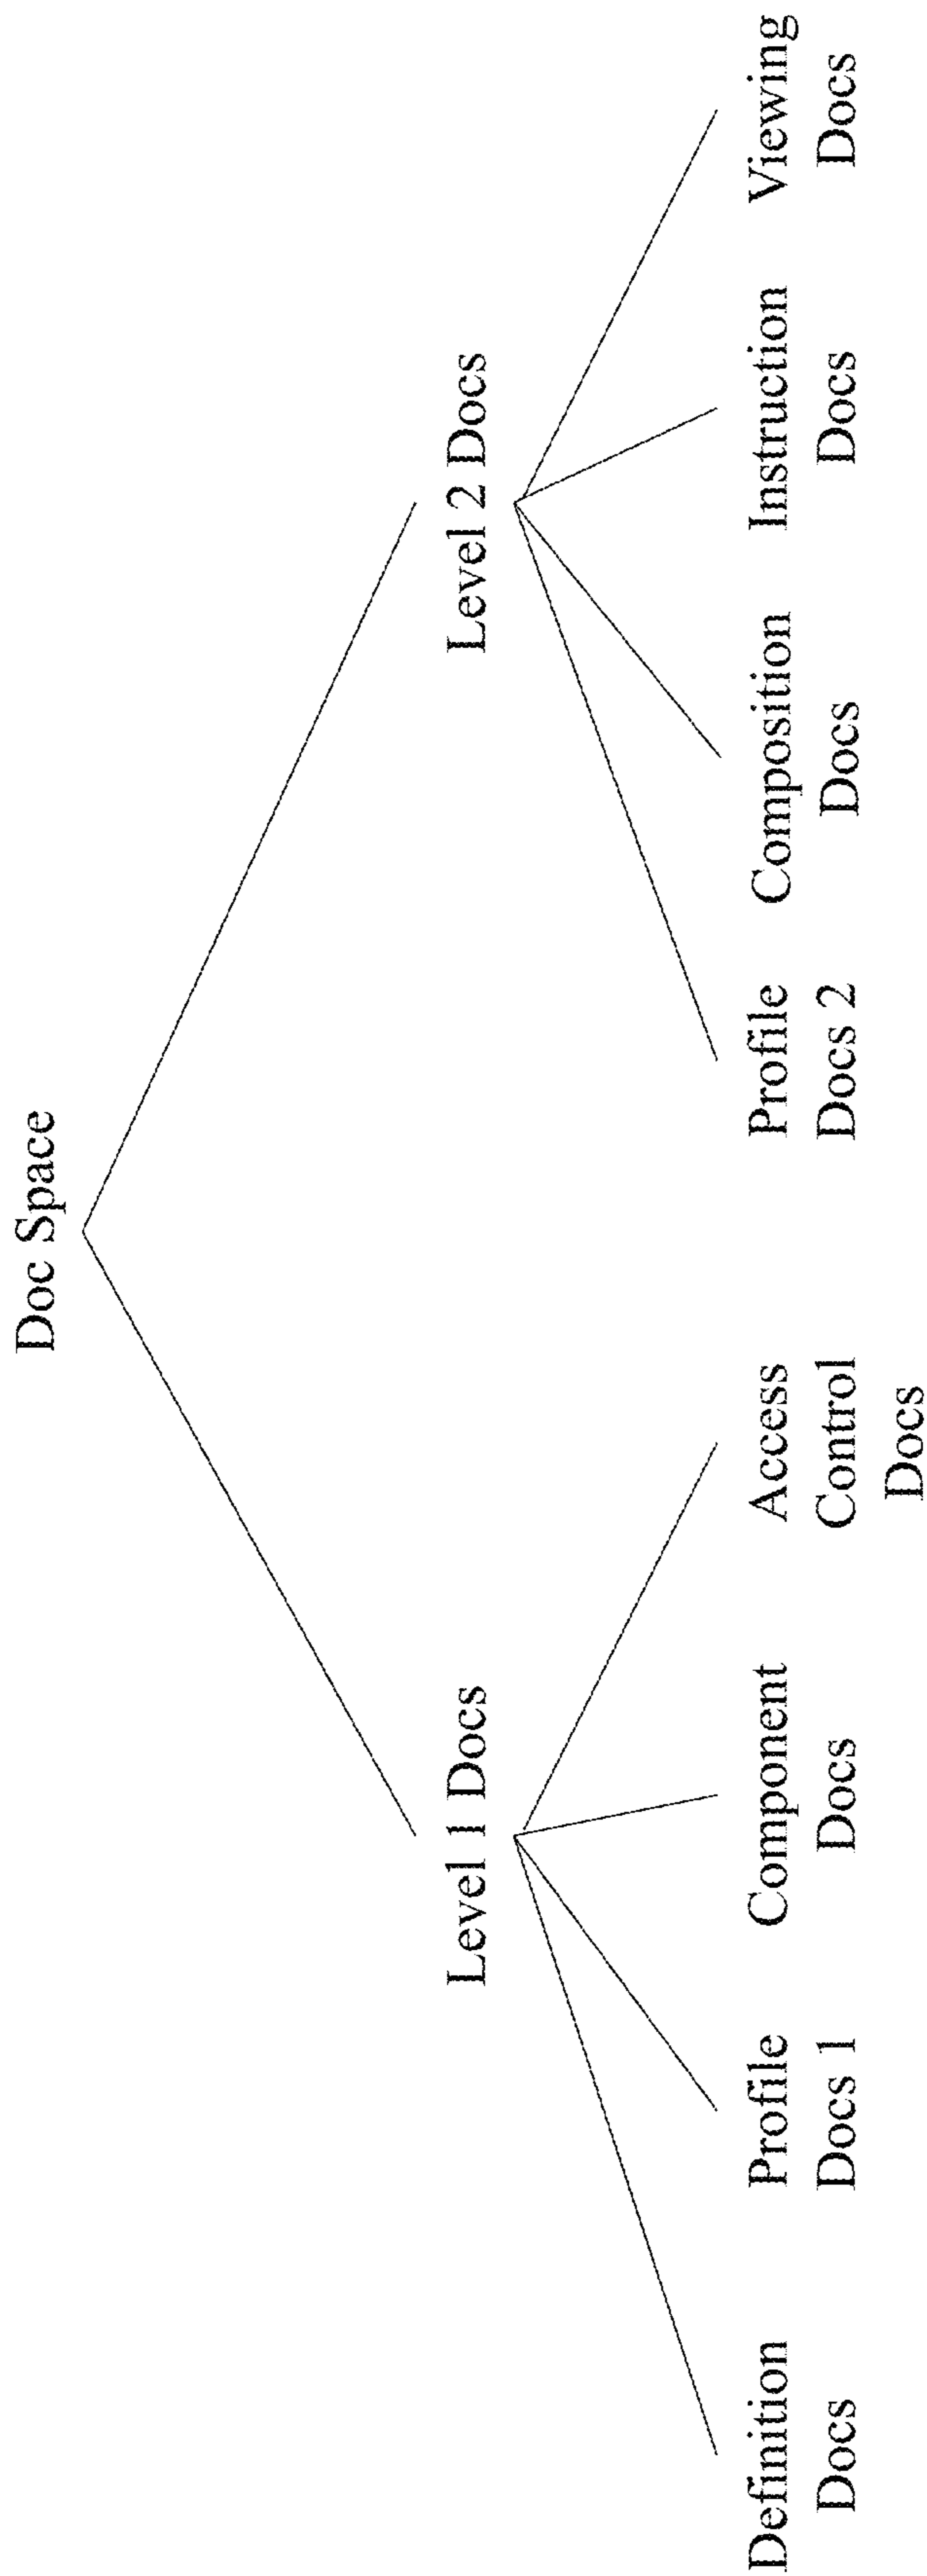 Doc Space
Level 1 Docs
Level 2 Docs
Definition
Docs
Profile
Docs 1
Component
Docs
Access
Control
Docs
Profile
Docs 2
Composition
Docs
Instruction
Docs
Viewing
Docs